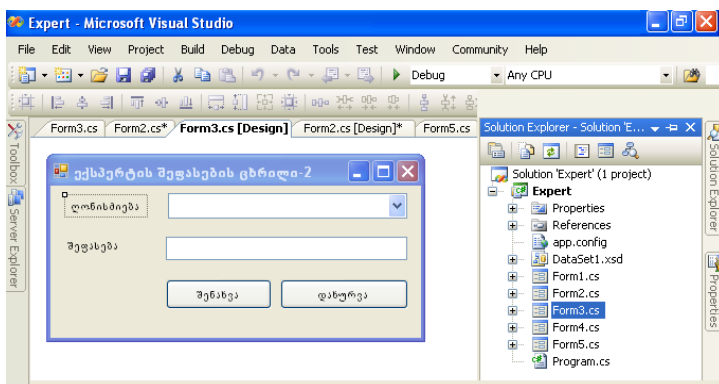 Expert - Microsoft Visual Studio
File Edit View Project Build Debug Data Tools Test Window Community Help
Debug Any CPU
Form3.cs Form2.cs* Form3.cs [Design] Form2.cs [Design]* Form5.cs
Solution Explorer - Solution 'E...
Toolbox
Server Explorer
ექსპერტის შეფასების ცხრილი-2
ღონისძიება
შეფასება
შენახვა დახურვა
Solution 'Expert' (1 project)
Expert
Properties
References
app.config
DataSet1.xsd
Form1.cs
Form2.cs
Form3.cs
Form4.cs
Form5.cs
Program.cs
Solution Explorer
Properties